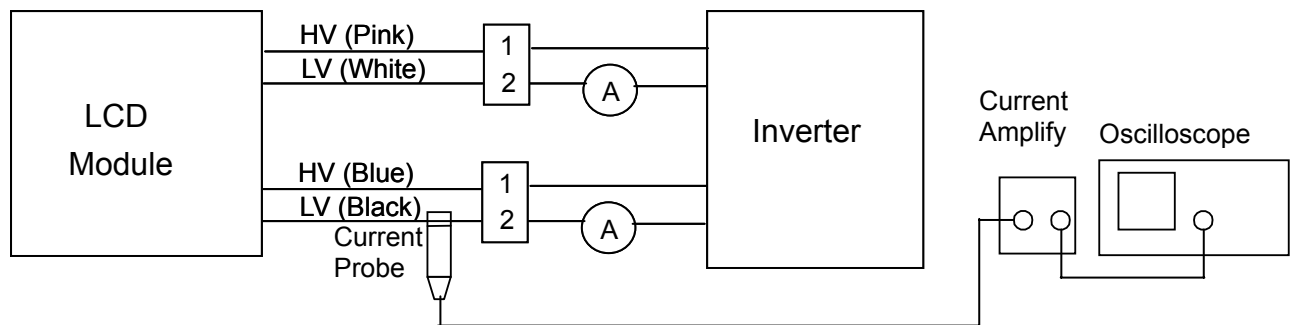 HV (Pink)
LV (White)
1
2
A
LCD
Module
Inverter
Current
Amplify
Oscilloscope
HV (Blue)
LV (Black)
1
2
A
Current
Probe